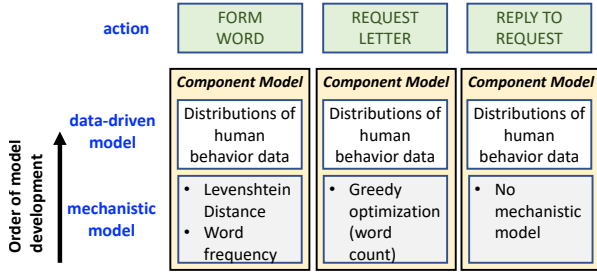 action
FORM
WORD
REQUEST
LETTER
REPLY TO
REQUEST
Order of model
development
data-driven
model
mechanistic
model
Component Model
Distributions of
human
behavior data
• Levenshtein
Distance
• Word
frequency
Component Model
Distributions of
human
behavior data
• Greedy
optimization
(word
count)
Component Model
Distributions of
human
behavior data
• No
mechanistic
model